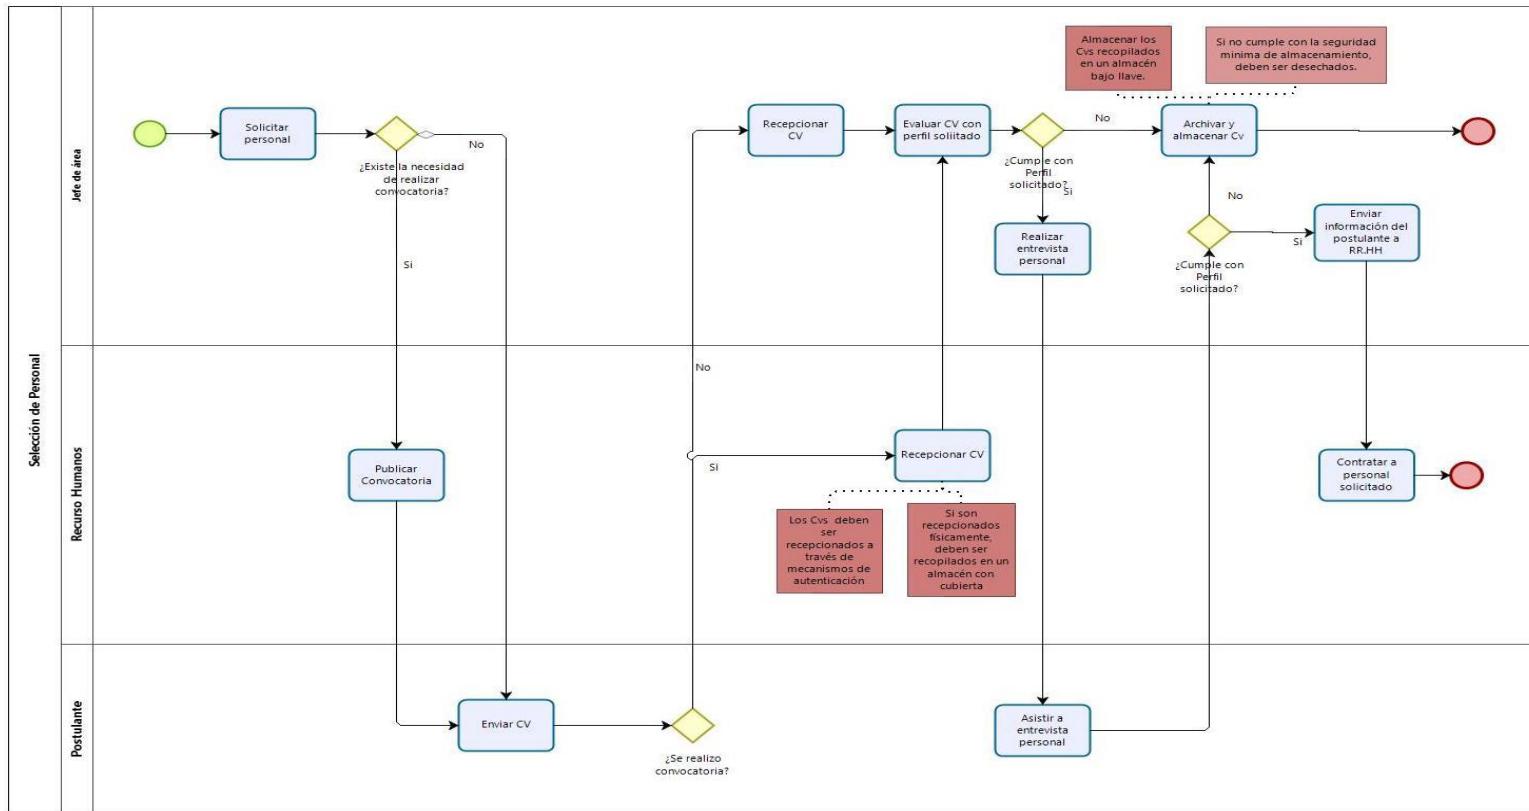 Selección de Personal
Jefe de área
Solicitar
personal
¿Existe la necesidad
de realizar
convocatoria?
No
Si
Recepcionar
CV
Evaluar CV con
perfil soliitado
¿Cumple con
Perfil
solicitado?
No
Si
Almacenar los
Cvs recopilados
en un almacén
bajo llave.
Si no cumple con la seguridad
minima de almacenamiento,
deben ser desechados.
Archivar y
almacenar Cv
Realizar
entrevista
personal
No
¿Cumple con
Perfil
solicitado?
Si
Enviar
información del
postulante a
RR.HH
Recurso Humanos
Publicar
Convocatoria
No
Si
Recepcionar CV
Los Cvs deben
ser
recepcionados a
través de
mecanismos de
autenticación
Si son
recepcionados
físicamente,
deben ser
recopilados en un
almacén con
cubierta
Contratar a
personal
solicitado
Postulante
Enviar CV
¿Se realizo
convocatoria?
Asistir a
entrevista
personal